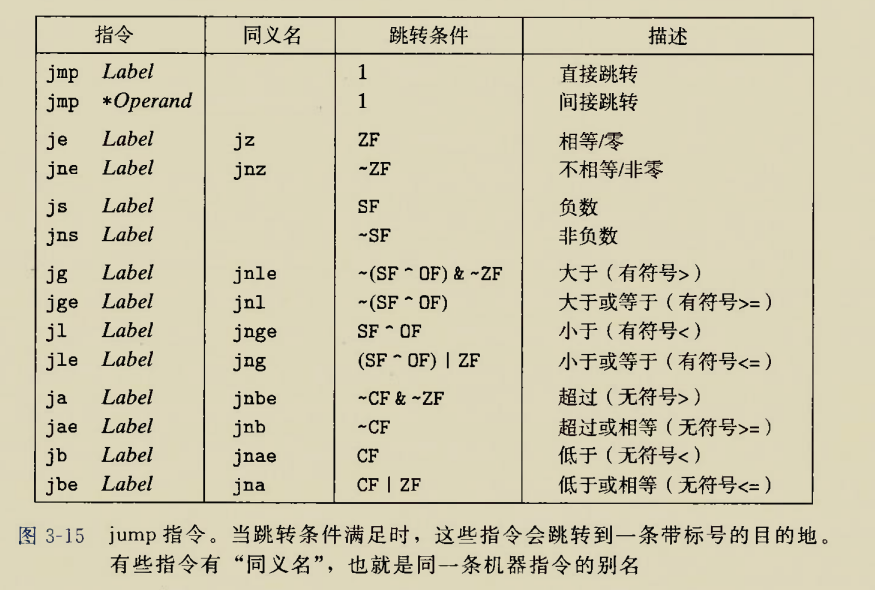 指令 同义名 跳转条件 描述
jmp Label 1 直接跳转
jmp *Operand 1 间接跳转
je Label jz ZF 相等/零
jne Label jnz ~ZF 不相等/非零
js Label SF 负数
jns Label ~SF 非负数
jg Label jnle ~(SF ^ OF) & ~ZF 大于（有符号>）
jge Label jnl ~(SF ^ OF) 大于或等于（有符号>=）
jl Label jnge SF ^ OF 小于（有符号<）
jle Label jng (SF ^ OF) | ZF 小于或等于（有符号<=）
ja Label jnbe ~CF & ~ZF 超过（无符号>）
jae Label jnb ~CF 超过或相等（无符号>=）
jb Label jnae CF 低于（无符号<）
jbe Label jna CF | ZF 低于或相等（无符号<=）
图 3-15 jump 指令。当跳转条件满足时，这些指令会跳转到一条带标号的目的地。
有些指令有“同义名”，也就是同一条机器指令的别名